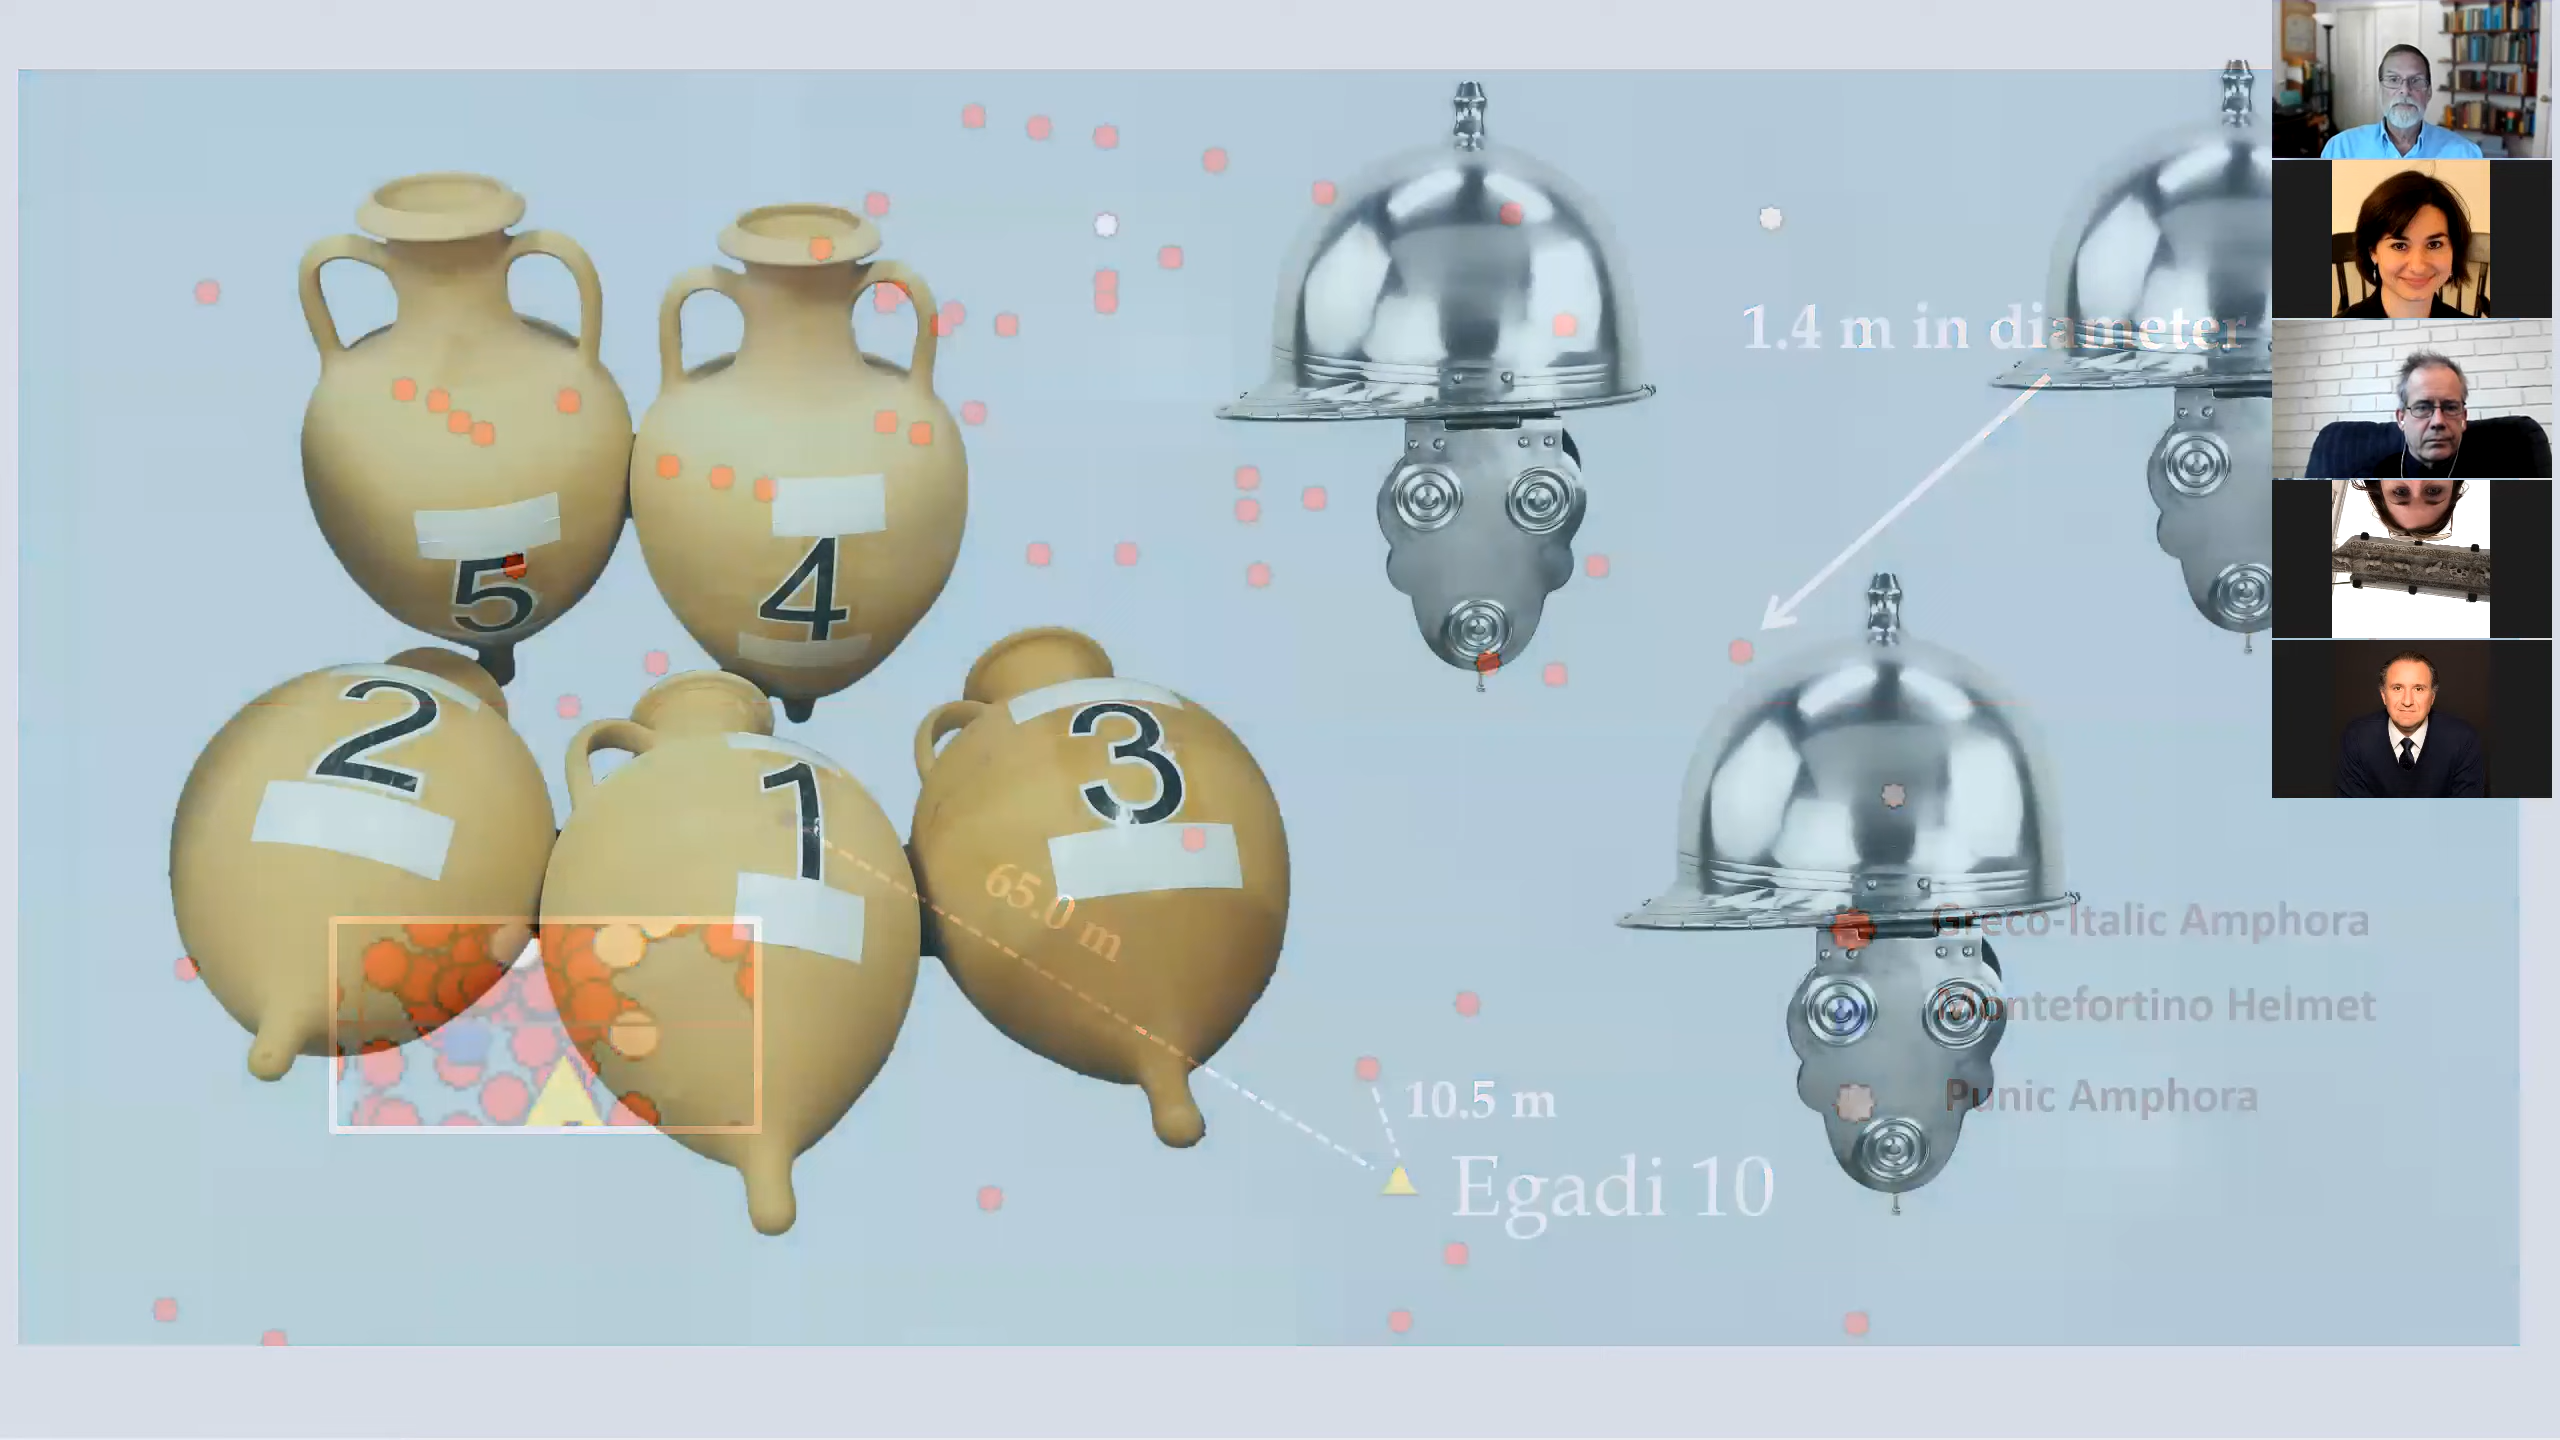 1.4 m in diameter
5
4
2
1
3
65.0 m
Greco-Italic Amphora
Montefortino Helmet
10.5 m
Punic Amphora
Egadi 10